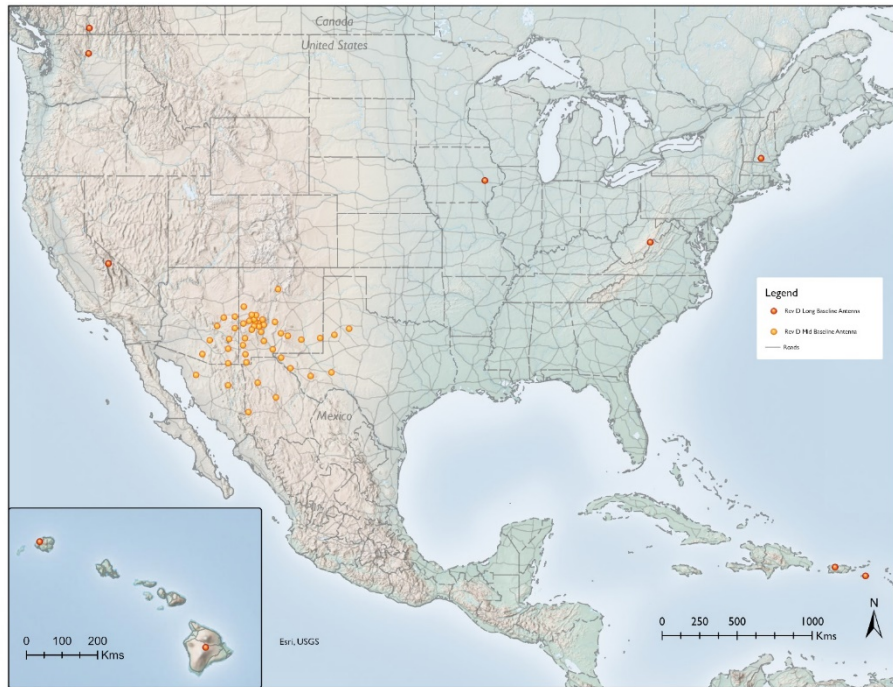 Canada
United States
Legend
Rev D Long Baseline Antenna
Rev D Mid Baseline Antenna
Roads
Mexico
N
0 250 500 1000
Kms
0 100 200
Kms
Esri, USGS